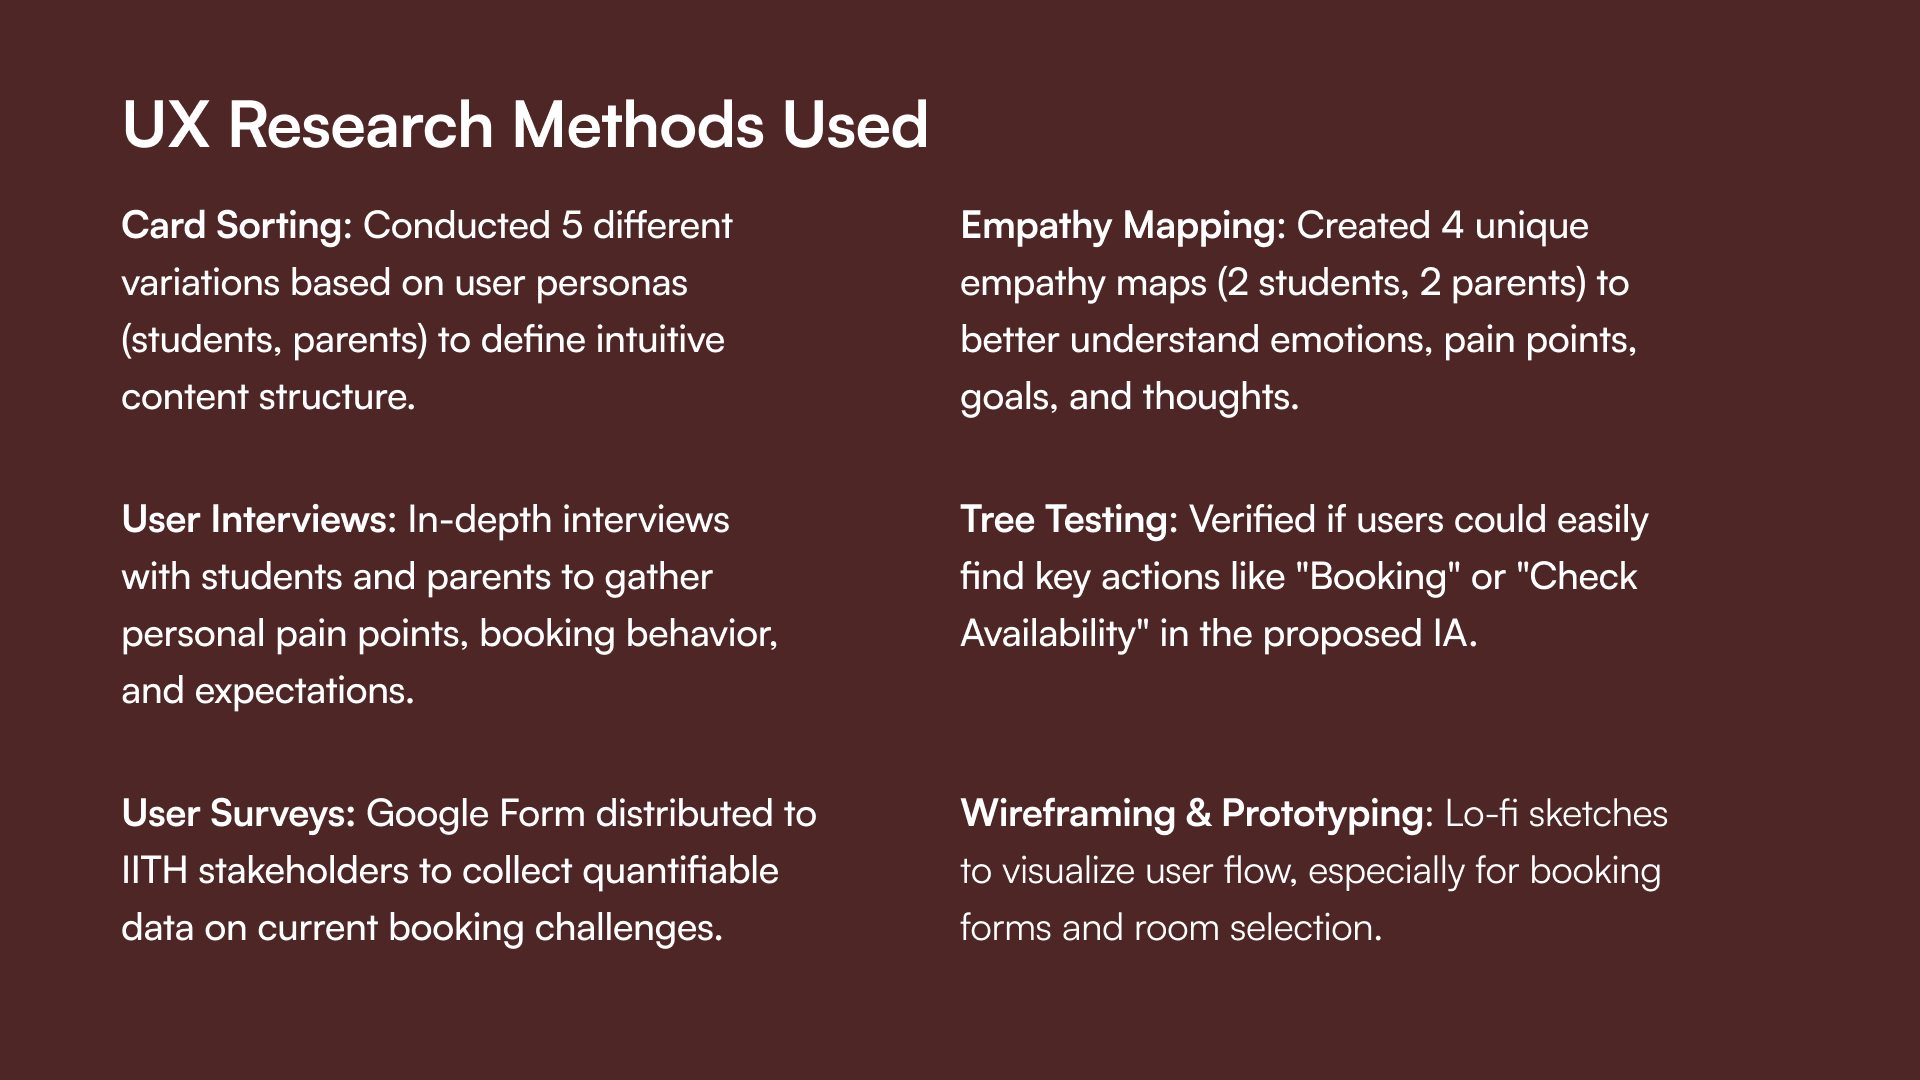 UX Research Methods Used
Card Sorting: Conducted 5 different
variations based on user personas
(students, parents) to define intuitive
content structure.
User Interviews: In-depth interviews
with students and parents to gather
personal pain points, booking behavior,
and expectations.
User Surveys: Google Form distributed to
IITH stakeholders to collect quantifiable
data on current booking challenges.
Empathy Mapping: Created 4 unique
empathy maps (2 students, 2 parents) to
better understand emotions, pain points,
goals, and thoughts.
Tree Testing: Verified if users could easily
find key actions like "Booking" or "Check
Availability" in the proposed IA.
Wireframing & Prototyping: Lo-fi sketches
to visualize user flow, especially for booking
forms and room selection.